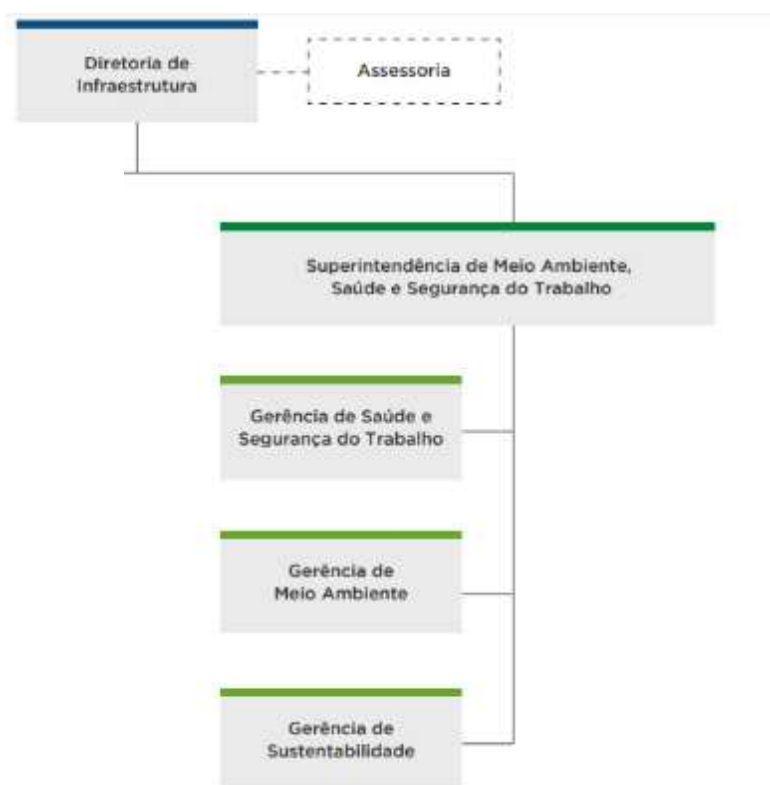 Diretoria de
Infraestrutura
Assessoria
Superintendência de Meio Ambiente,
Saúde e Segurança do Trabalho
Gerência de Saúde e
Segurança do Trabalho
Gerência de
Meio Ambiente
Gerência de
Sustentabilidade